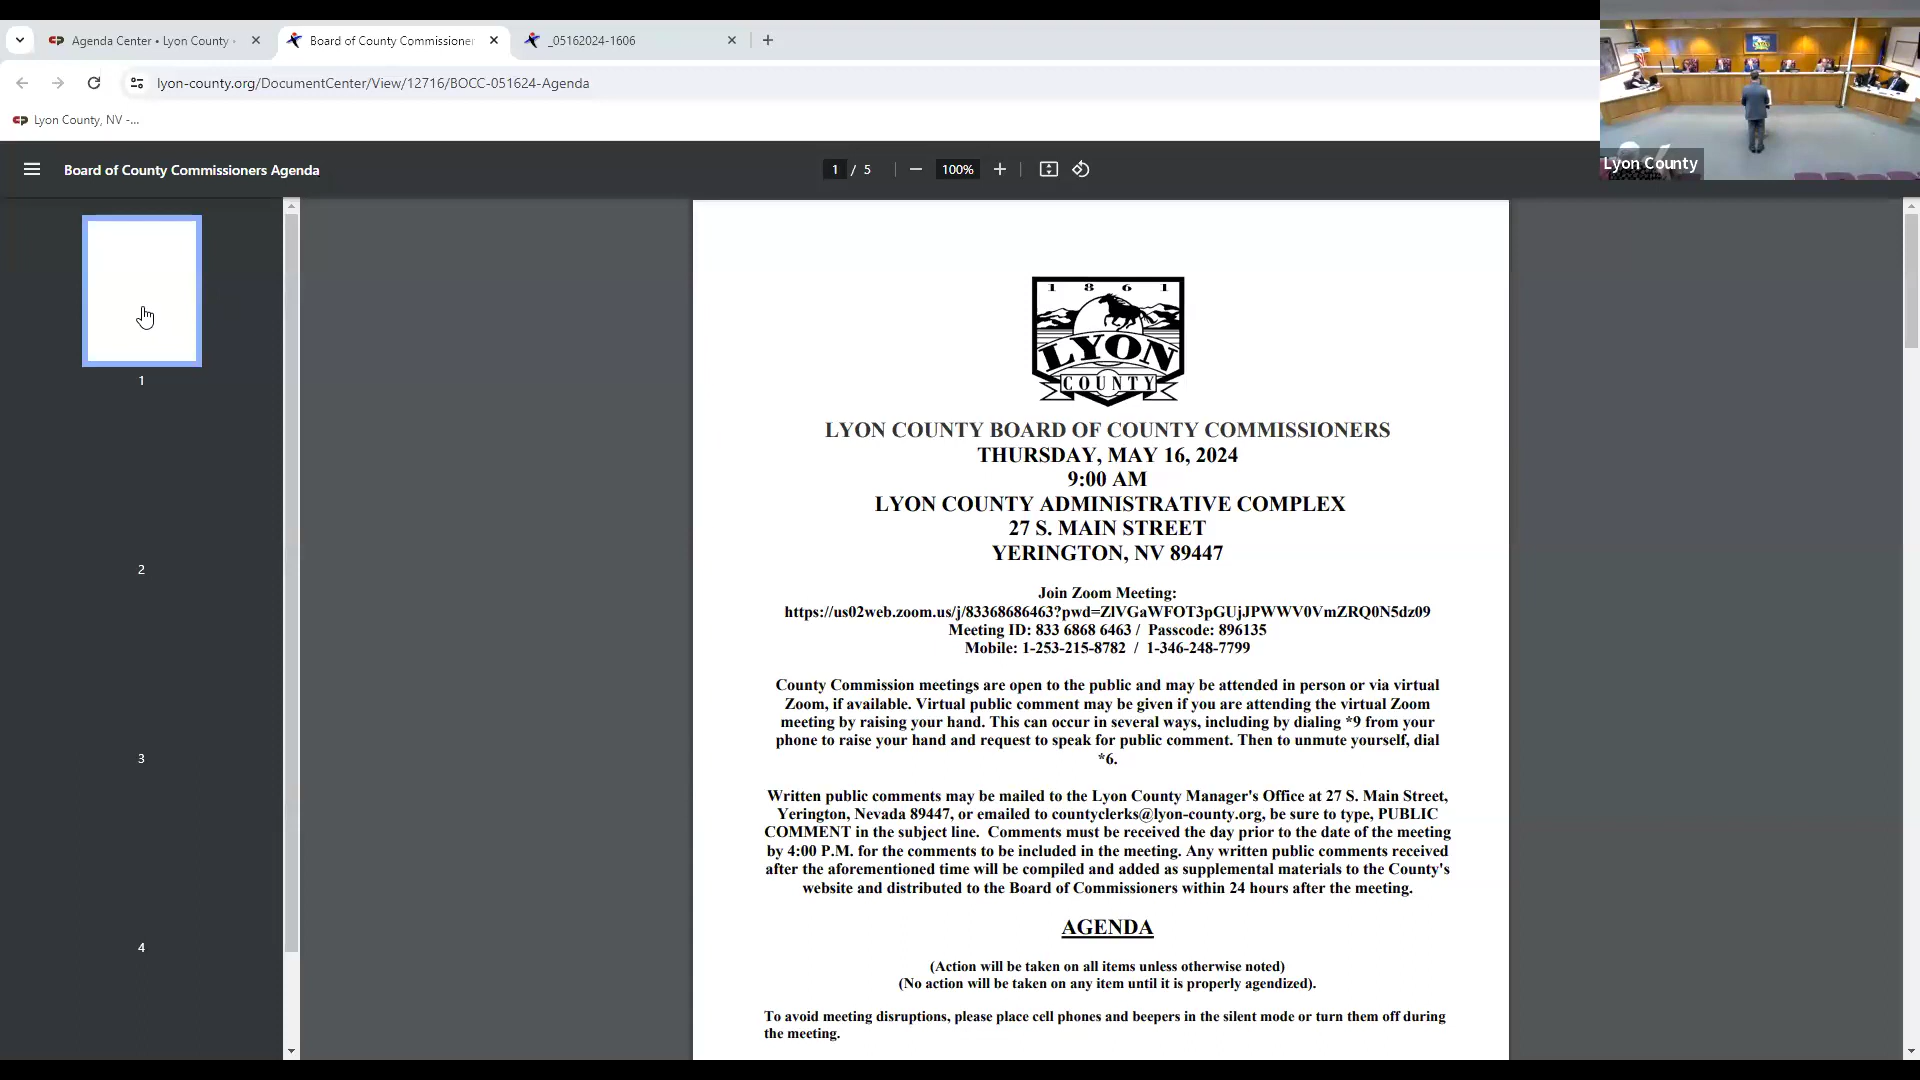 Agenda Center • Lyon County
Board of County Commissioner
_05162024-1606
lyon-county.org/DocumentCenter/View/12716/BOCC-051624-Agenda
Lyon County, NV -...
Board of County Commissioners Agenda
1 / 5
100%
Lyon County
1
2
3
4
1 8 6 1
LYON
COUNTY
LYON COUNTY BOARD OF COUNTY COMMISSIONERS
THURSDAY, MAY 16, 2024
9:00 AM
LYON COUNTY ADMINISTRATIVE COMPLEX
27 S. MAIN STREET
YERINGTON, NV 89447
Join Zoom Meeting:
https://us02web.zoom.us/j/83368686463?pwd=ZlVGaWFOT3pGUjJPWWV0VmZRQ0N5dz09
Meeting ID: 833 6868 6463 / Passcode: 896135
Mobile: 1-253-215-8782 / 1-346-248-7799
County Commission meetings are open to the public and may be attended in person or via virtual
Zoom, if available. Virtual public comment may be given if you are attending the virtual Zoom
meeting by raising your hand. This can occur in several ways, including by dialing *9 from your
phone to raise your hand and request to speak for public comment. Then to unmute yourself, dial
*6.
Written public comments may be mailed to the Lyon County Manager's Office at 27 S. Main Street,
Yerington, Nevada 89447, or emailed to countyclerks@lyon-county.org, be sure to type, PUBLIC
COMMENT in the subject line. Comments must be received the day prior to the date of the meeting
by 4:00 P.M. for the comments to be included in the meeting. Any written public comments received
after the aforementioned time will be compiled and added as supplemental materials to the County's
website and distributed to the Board of Commissioners within 24 hours after the meeting.
AGENDA
(Action will be taken on all items unless otherwise noted)
(No action will be taken on any item until it is properly agendized).
To avoid meeting disruptions, please place cell phones and beepers in the silent mode or turn them off during
the meeting.